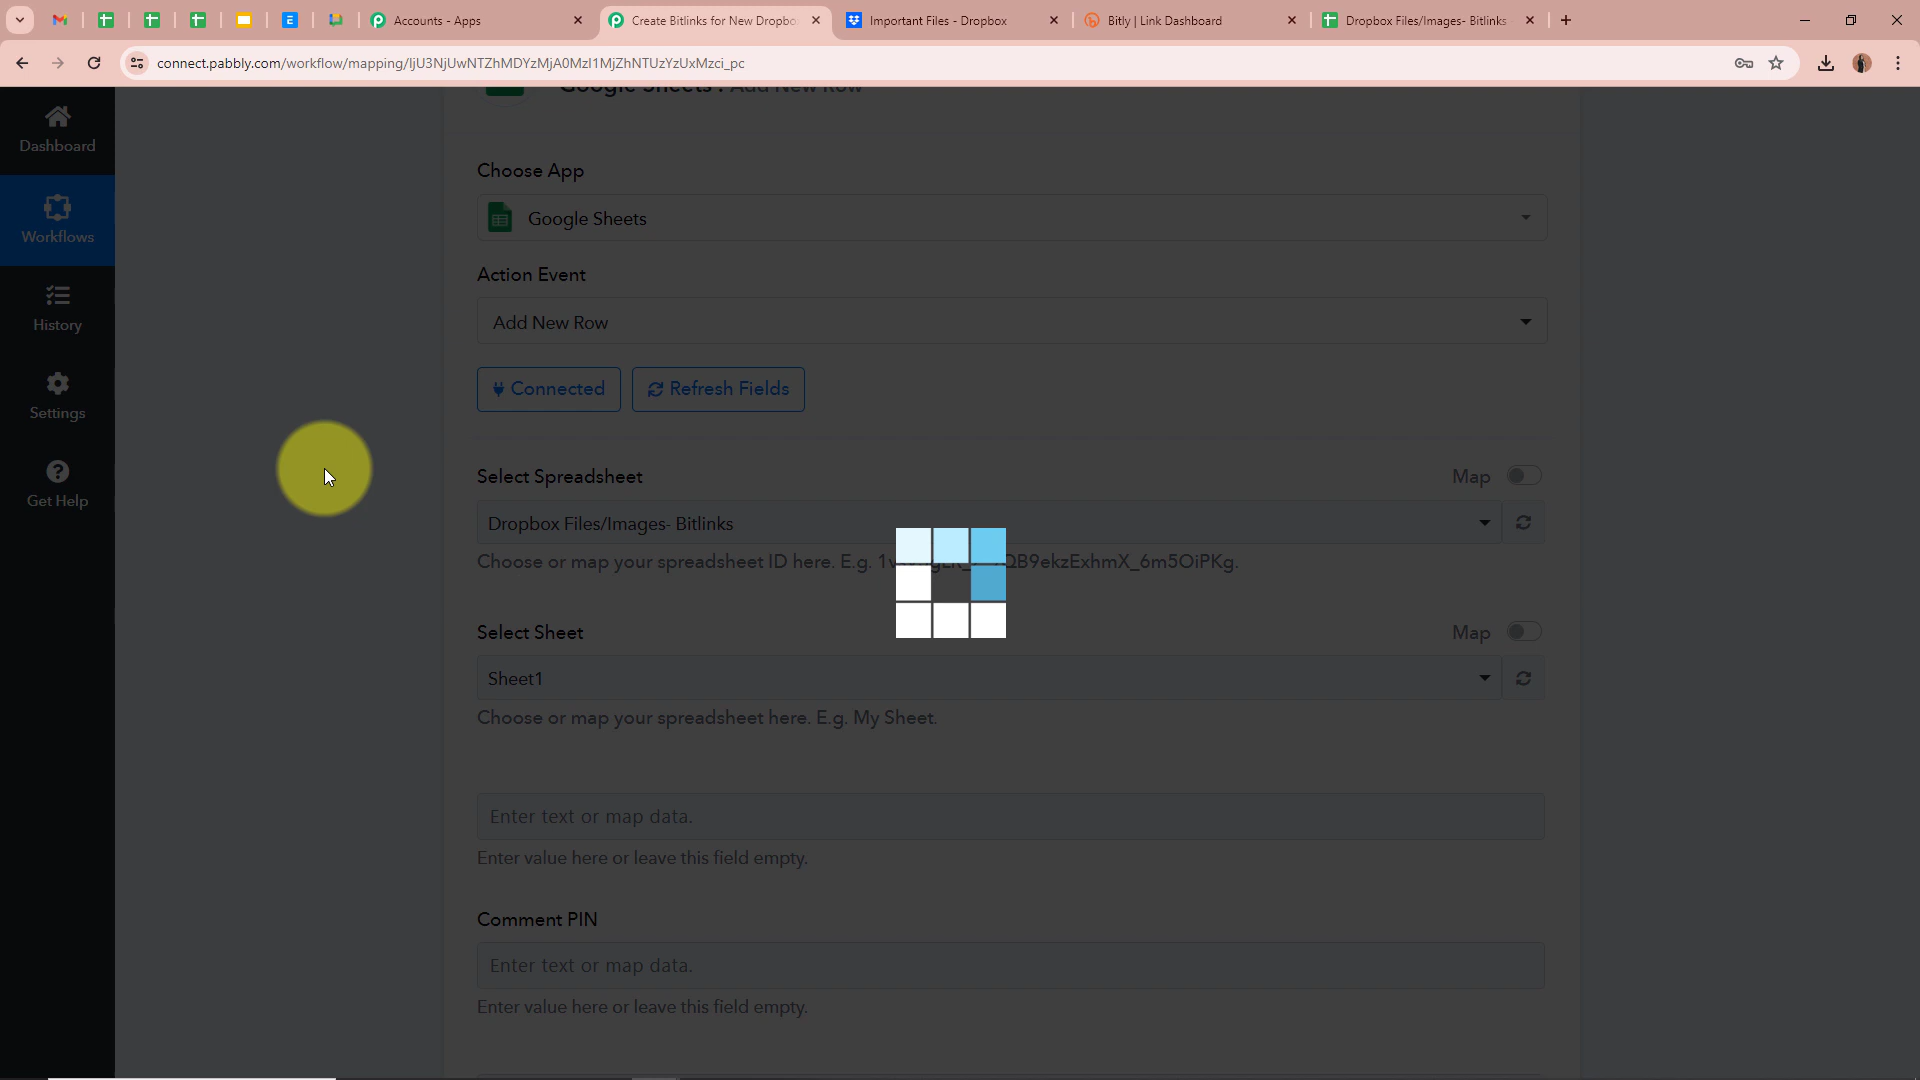 Accounts - Apps
Create Bitlinks for New Dropbo
Important Files - Dropbox
Bitly | Link Dashboard
Dropbox Files/Images- Bitlinks
connect.pabbly.com/workflow/mapping/IjU3NjUwNTZhMDYzMjA0MzI1MjZhNTUzYzUxMzci_pc
Google Sheets : Add New Row
Dashboard
Workflows
History
Settings
Get Help
Choose App
Google Sheets
Action Event
Add New Row
Connected
Refresh Fields
Select Spreadsheet
Map
Dropbox Files/Images- Bitlinks
Choose or map your spreadsheet ID here. E.g. QB9ekzExhmX_6m5OiPKg.
Select Sheet
Map
Sheet1
Choose or map your spreadsheet here. E.g. My Sheet.
Enter text or map data.
Enter value here or leave this field empty.
Comment PIN
Enter text or map data.
Enter value here or leave this field empty.